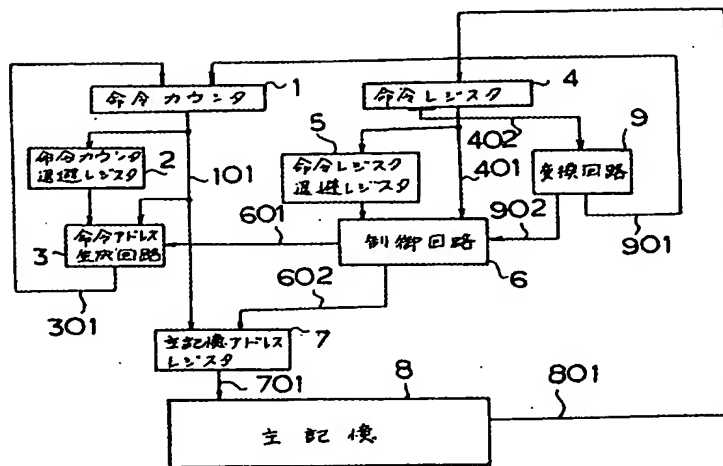 命令カウンタ
1
命令レジスタ
4
402
5
9
命令カウンタ
退避レジスタ
2
101
命令レジスタ
退避レジスタ
401
変換回路
601
902
901
命令アドレス
生成回路
3
制御回路
6
301
602
主記憶アドレス
レジスタ
7
701
8
801
主記憶